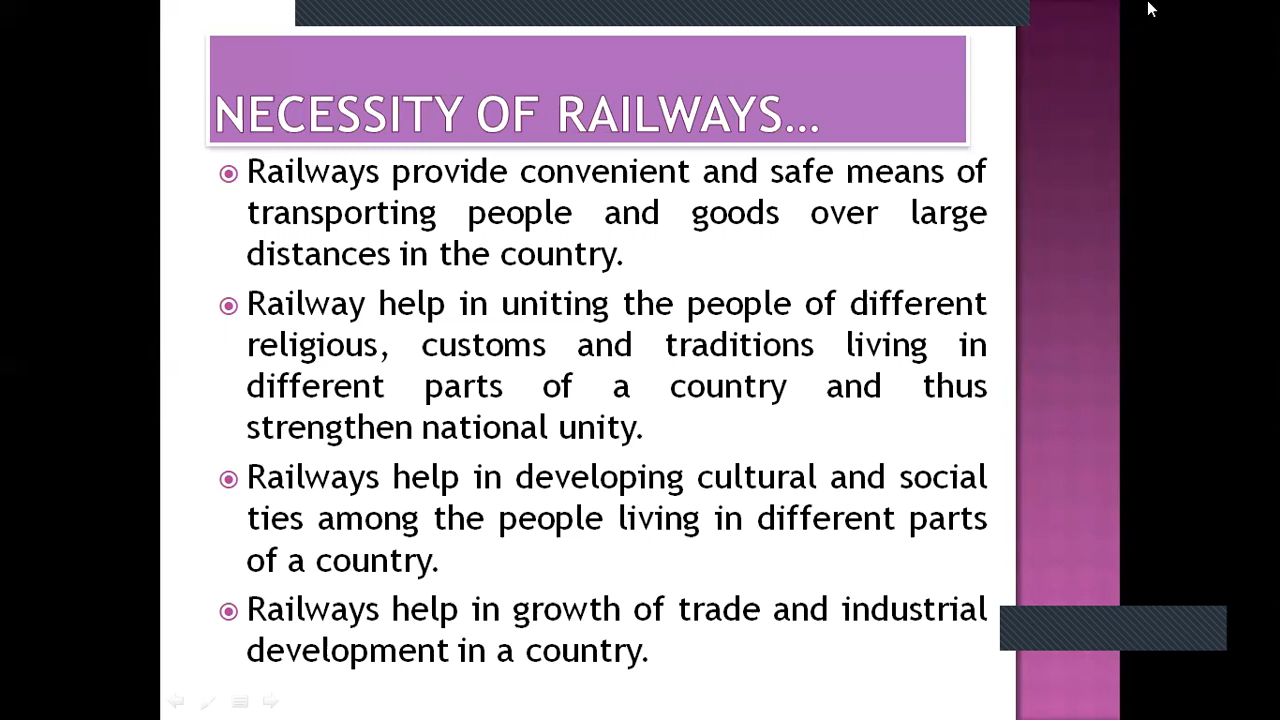 NECESSITY OF RAILWAYS...
Railways provide convenient and safe means of
transporting people and goods over large
distances in the country.
Railway help in uniting the people of different
religious, customs and traditions living in
different parts of a country and thus
strengthen national unity.
Railways help in developing cultural and social
ties among the people living in different parts
of a country.
Railways help in growth of trade and industrial
development in a country.